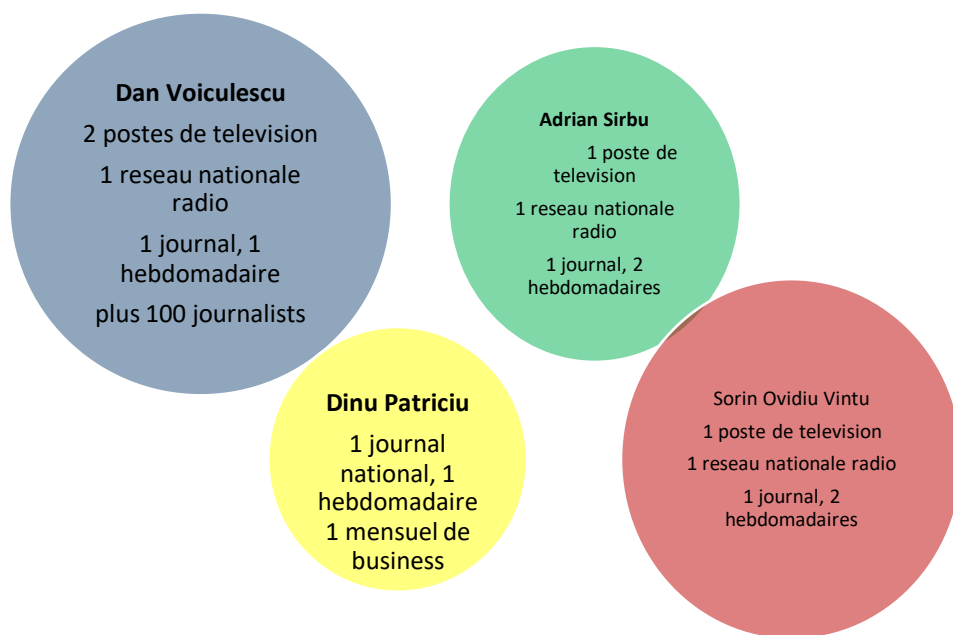 Dan Voiculescu
2 postes de television
1 reseau nationale
radio
1 journal, 1
hebdomadaire
plus 100 journalists
Adrian Sirbu
1 poste de
television
1 reseau nationale
radio
1 journal, 2
hebdomadaires
Dinu Patriciu
1 journal
national, 1
hebdomadaire
1 mensuel de
business
Sorin Ovidiu Vintu
1 poste de television
1 reseau nationale radio
1 journal, 2
hebdomadaires